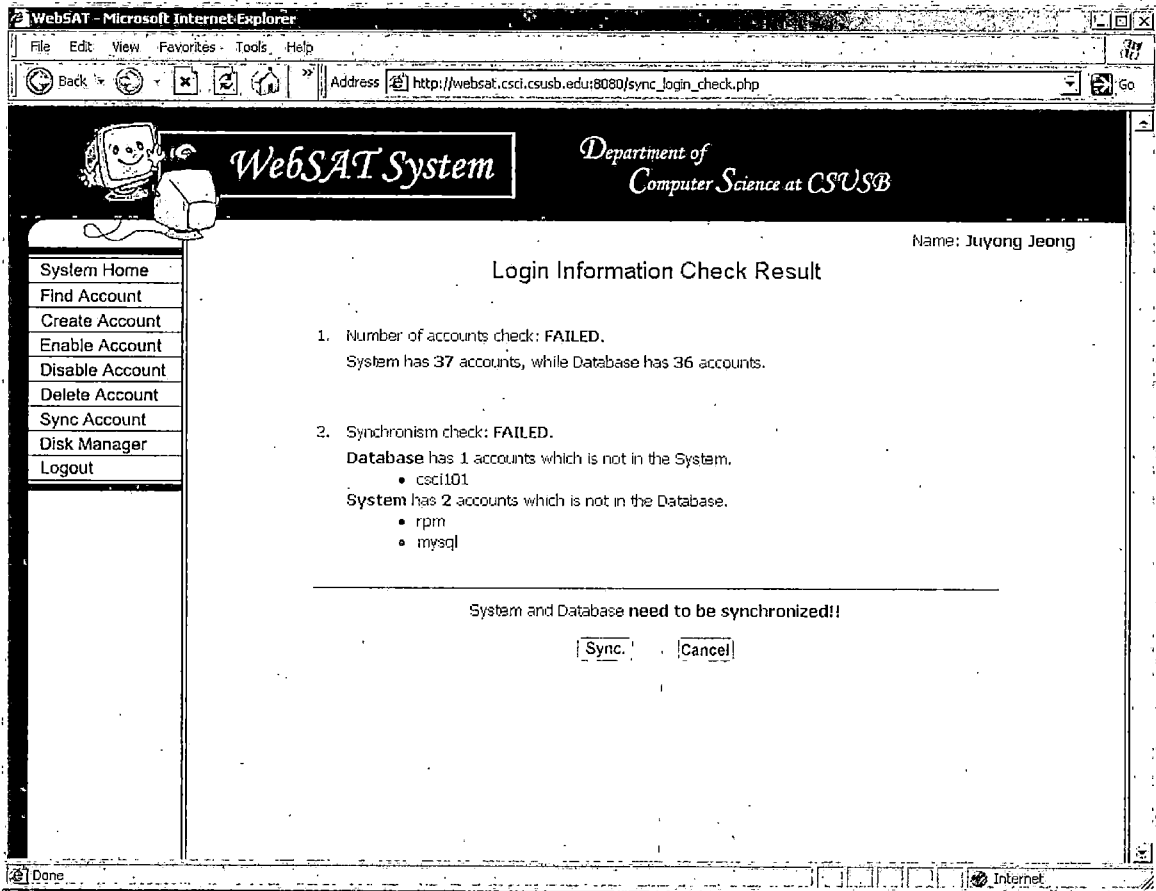 WebSAT - Microsoft Internet Explorer
File Edit View Favorites Tools Help
Back » Address http://websat.csci.csusb.edu:8080/sync_login_check.php Go
WebSAT System
Department of
Computer Science at CSUSB
Name: Juyong Jeong
System Home
Find Account
Create Account
Enable Account
Disable Account
Delete Account
Sync Account
Disk Manager
Logout
Login Information Check Result
1. Number of accounts check: FAILED.
System has 37 accounts, while Database has 36 accounts.
2. Synchronism check: FAILED.
Database has 1 accounts which is not in the System.
• csci101
System has 2 accounts which is not in the Database.
• rpm
• mysql
System and Database need to be synchronized!!
Sync. Cancel
Done Internet